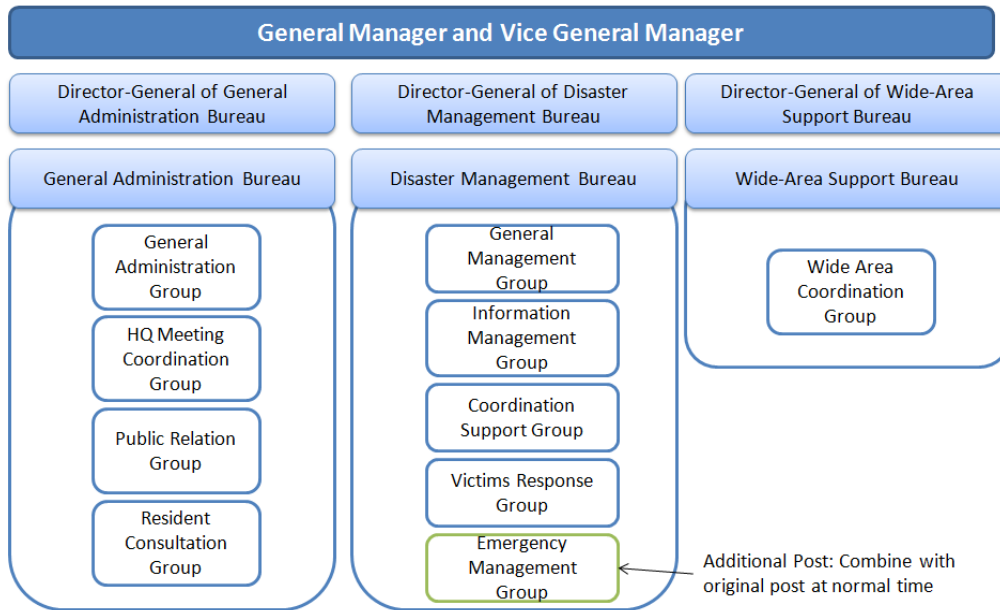 General Manager and Vice General Manager
Director-General of General
Administration Bureau
Director-General of Disaster
Management Bureau
Director-General of Wide-Area
Support Bureau
General Administration Bureau
Disaster Management Bureau
Wide-Area Support Bureau
General
Administration
Group
HQ Meeting
Coordination
Group
Public Relation
Group
Resident
Consultation
Group
General
Management
Group
Information
Management
Group
Coordination
Support Group
Victims Response
Group
Emergency
Management
Group
Wide Area
Coordination
Group
Additional Post: Combine with
original post at normal time